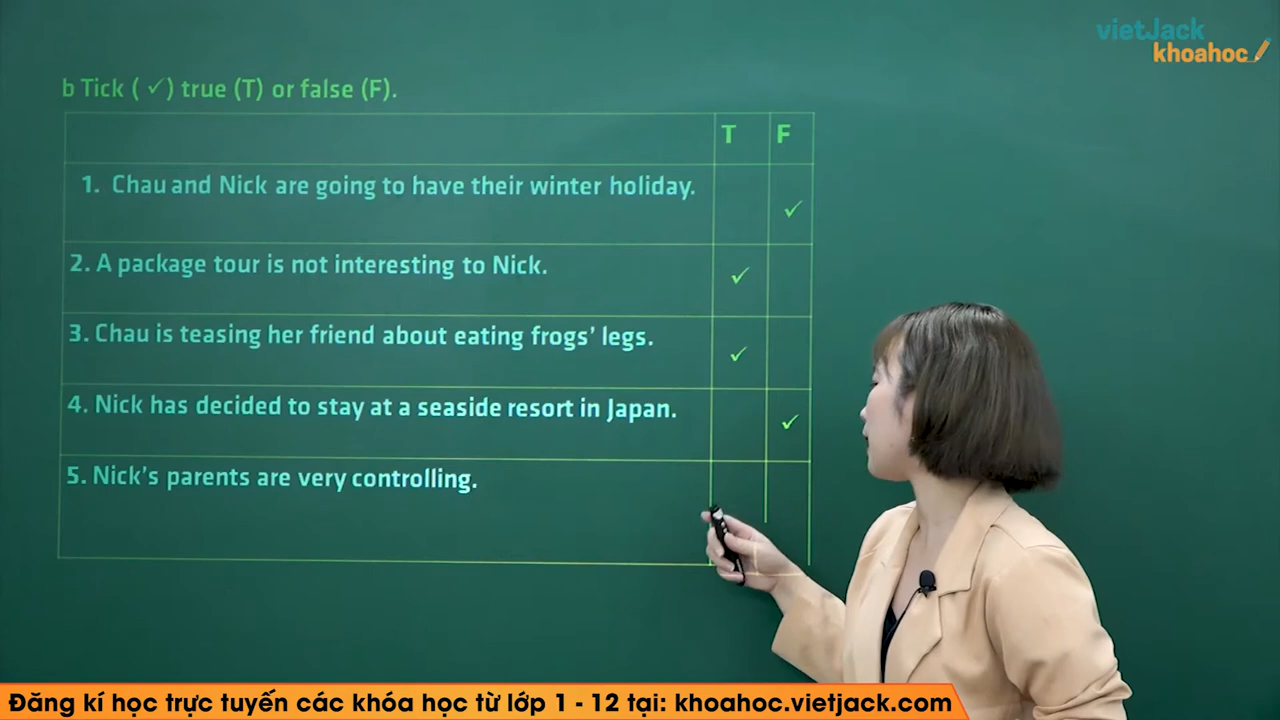 vietJack
khoahoc
b Tick ( ✓) true (T) or false (F).
T F
1. Chau and Nick are going to have their winter holiday.
✓
2. A package tour is not interesting to Nick.
✓
3. Chau is teasing her friend about eating frogs’ legs.
✓
4. Nick has decided to stay at a seaside resort in Japan.
✓
5. Nick’s parents are very controlling.
Đăng kí học trực tuyến các khóa học từ lớp 1 - 12 tại: khoahoc.vietjack.com